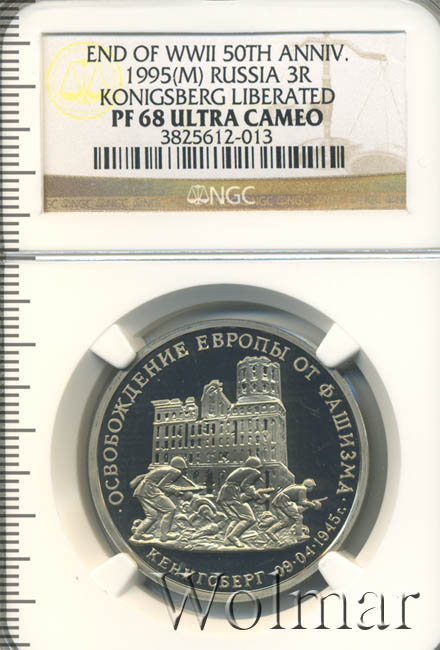 END OF WWII 50TH ANNIV.
1995(M) RUSSIA 3R
KONIGSBERG LIBERATED
PF 68 ULTRA CAMEO
3825612-013
NGC
·ОСВОБОЖДЕНИЕ ЕВРОПЫ ОТ ФАШИЗМА·
КЕНИГСБЕРГ 09·04·1945г.
Wolmar